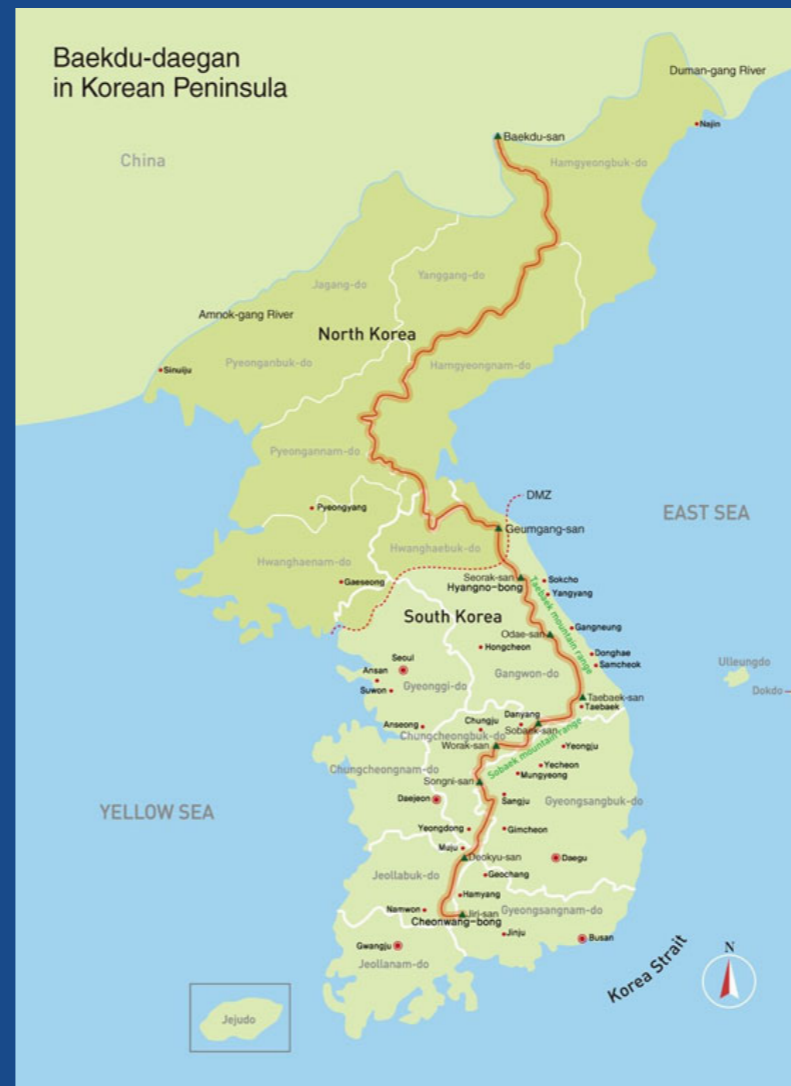 Baekdu-daegan
in Korean Peninsula
Duman-gang River
Najin
Baekdu-san
China
Hamgyeongbuk-do
Yanggang-do
Jagang-do
Amnok-gang River
North Korea
Pyeonganbuk-do
Hamgyeongnam-do
Sinuiju
Pyeongannam-do
DMZ
Pyeongyang
EAST SEA
Geumgang-san
Hwanghaebuk-do
Hwanghaenam-do
Seorak-san
Hyangno-bong
Sokcho
Gaeseong
Yangyang
Taebaek mountain range
South Korea
Gangneung
Odae-san
Hongcheon
Donghae
Samcheok
Seoul
Ansan
Gangwon-do
Ulleungdo
Gyeonggi-do
Suwon
Dokdo
Taebaek-san
Taebaek
Danyang
Anseong
Chungju
Sobaek-san
Chungcheongbuk-do
Worak-san
Yeongju
Sobaek mountain range
Chungcheongnam-do
Yecheon
Mungyeong
Songni-san
Daejeon
Sangju
Gyeongsangbuk-do
YELLOW SEA
Yeongdong
Gimcheon
Muju
Deokyu-san
Daegu
Jeollabuk-do
Geochang
Hamyang
Namwon
Jiri-san
Gyeongsangnam-do
Cheonwang-bong
Jinju
Busan
Gwangju
Jeollanam-do
Korea Strait
N
Jejudo